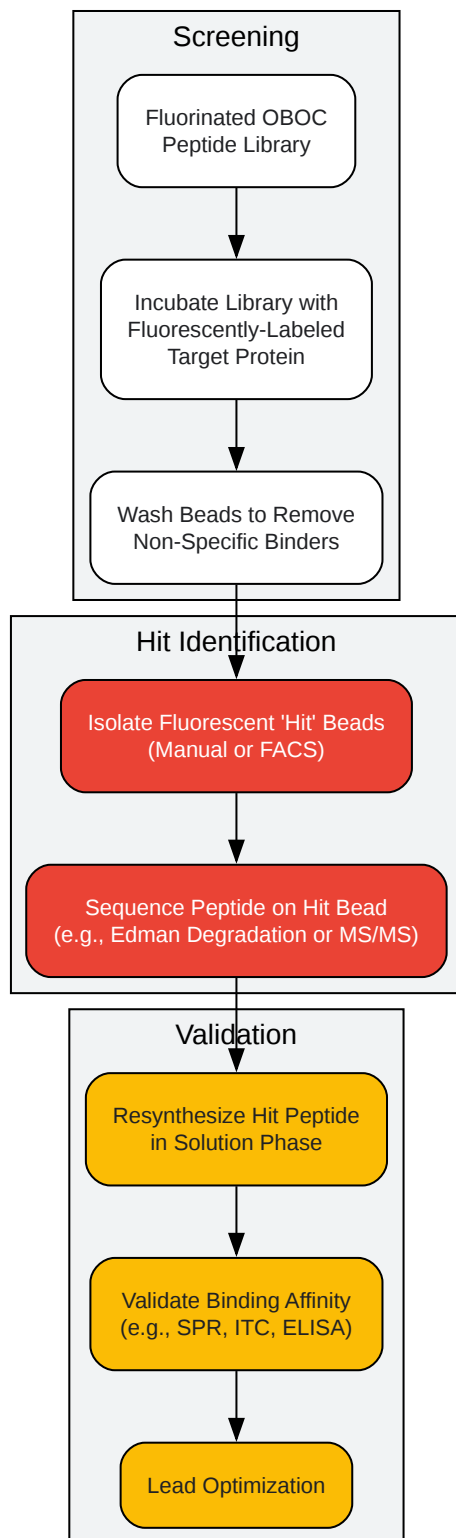 Screening
Fluorinated OBOC
Peptide Library
Incubate Library with
Fluorescently-Labeled
Target Protein
Wash Beads to Remove
Non-Specific Binders
Hit Identification
Isolate Fluorescent 'Hit' Beads
(Manual or FACS)
Sequence Peptide on Hit Bead
(e.g., Edman Degradation or MS/MS)
Validation
Resynthesize Hit Peptide
in Solution Phase
Validate Binding Affinity
(e.g., SPR, ITC, ELISA)
Lead Optimization